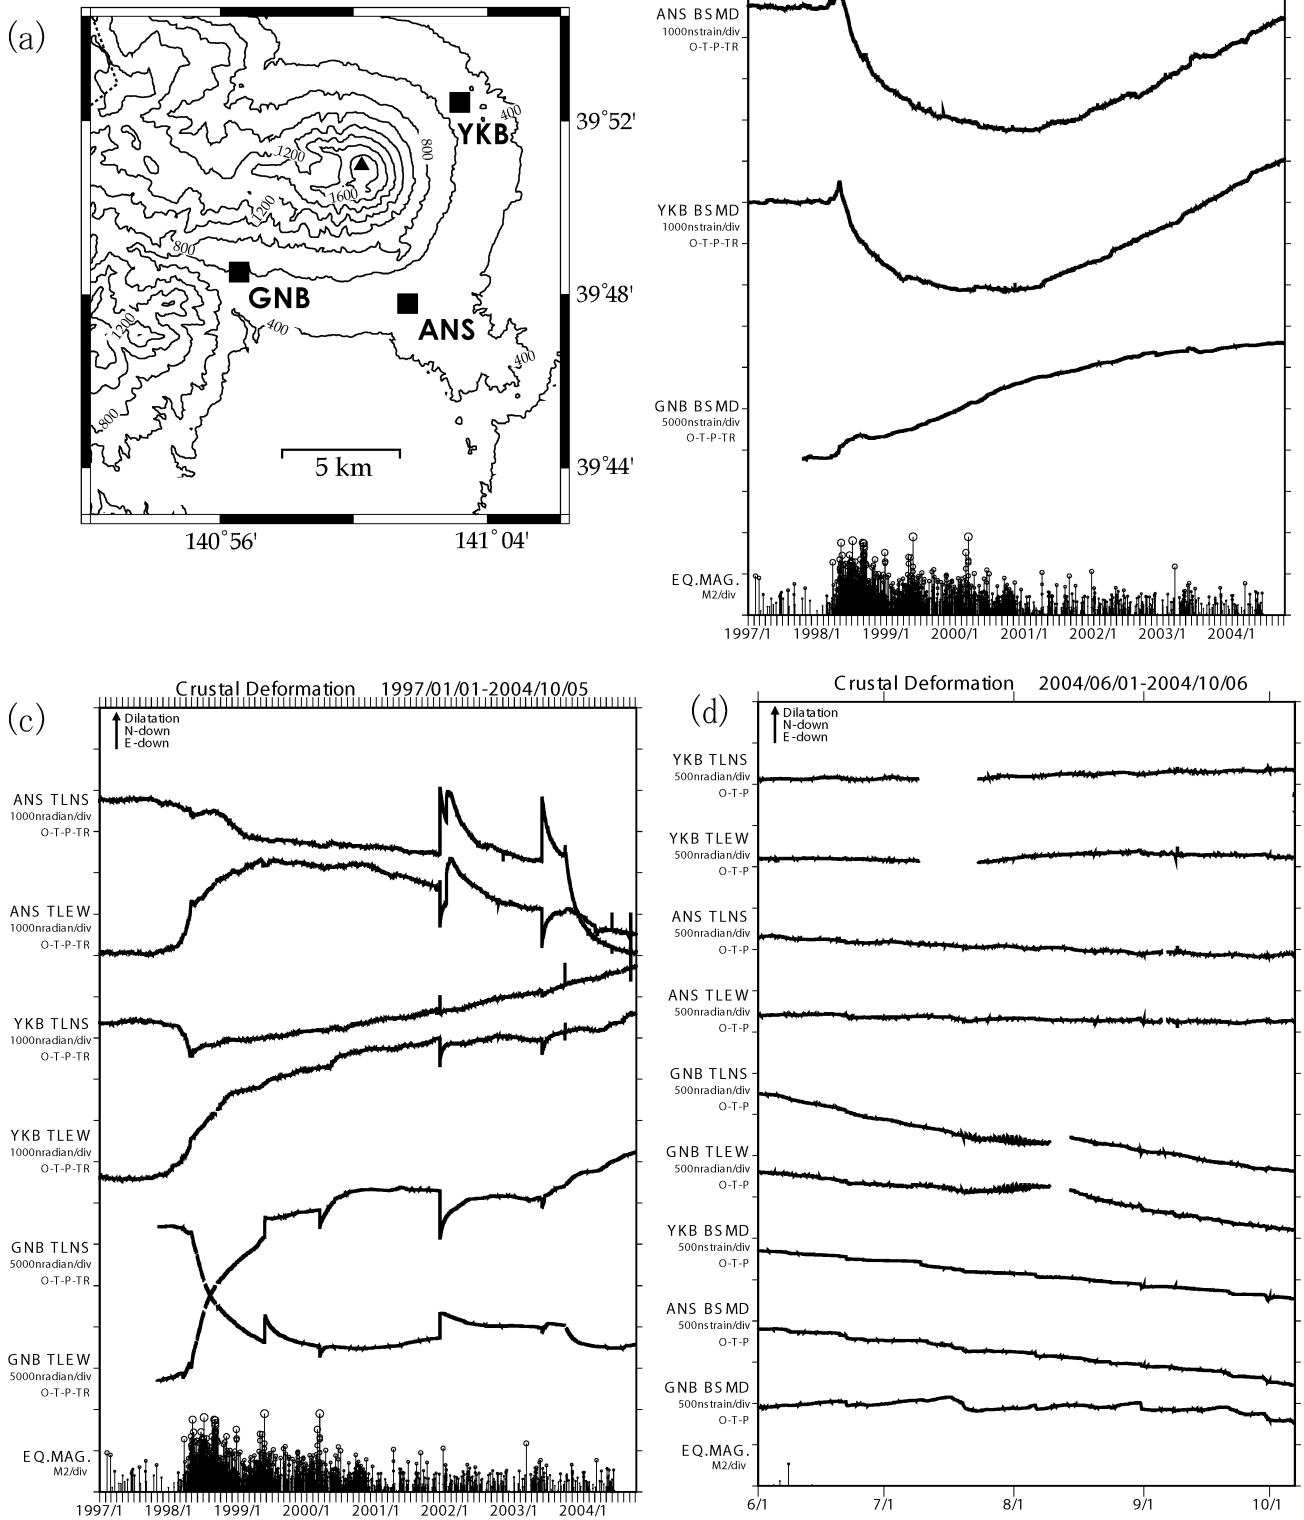 (a)
400
YKB
39°52'
1200
800
1600
1200
800
GNB
39°48'
ANS
400
1200
400
800
5 km
39°44'
140°56'
141°04'
ANS BSMD
1000nstrain/div
O-T-P-TR
YKB BSMD
1000nstrain/div
O-T-P-TR
GNB BSMD
5000nstrain/div
O-T-P-TR
EQ.MAG.
M2/div
1997/1 1998/1 1999/1 2000/1 2001/1 2002/1 2003/1 2004/1
(c)
Crustal Deformation 1997/01/01-2004/10/05
Dilatation
N-down
E-down
ANS TLNS
1000nradian/div
O-T-P-TR
ANS TLEW
1000nradian/div
O-T-P-TR
YKB TLNS
1000nradian/div
O-T-P-TR
YKB TLEW
1000nradian/div
O-T-P-TR
GNB TLNS
5000nradian/div
O-T-P-TR
GNB TLEW
5000nradian/div
O-T-P-TR
EQ.MAG.
M2/div
1997/1 1998/1 1999/1 2000/1 2001/1 2002/1 2003/1 2004/1
(d)
Crustal Deformation 2004/06/01-2004/10/06
Dilatation
N-down
E-down
YKB TLNS
500nradian/div
O-T-P
YKB TLEW
500nradian/div
O-T-P
ANS TLNS
500nradian/div
O-T-P
ANS TLEW
500nradian/div
O-T-P
GNB TLNS
500nradian/div
O-T-P
GNB TLEW
500nradian/div
O-T-P
YKB BSMD
500nstrain/div
O-T-P
ANS BSMD
500nstrain/div
O-T-P
GNB BSMD
500nstrain/div
O-T-P
EQ.MAG.
M2/div
6/1 7/1 8/1 9/1 10/1